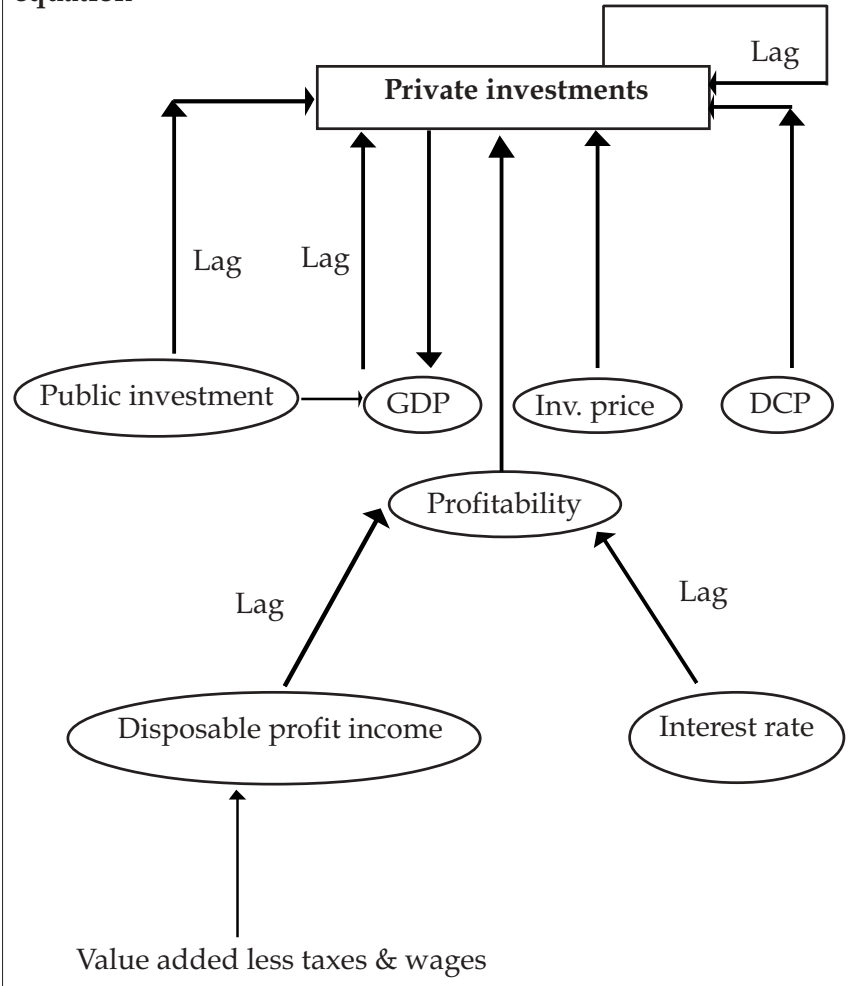 equation
Lag
Private investments
Lag
Lag
Public investment
GDP
Inv. price
DCP
Profitability
Lag
Lag
Disposable profit income
Interest rate
Value added less taxes & wages